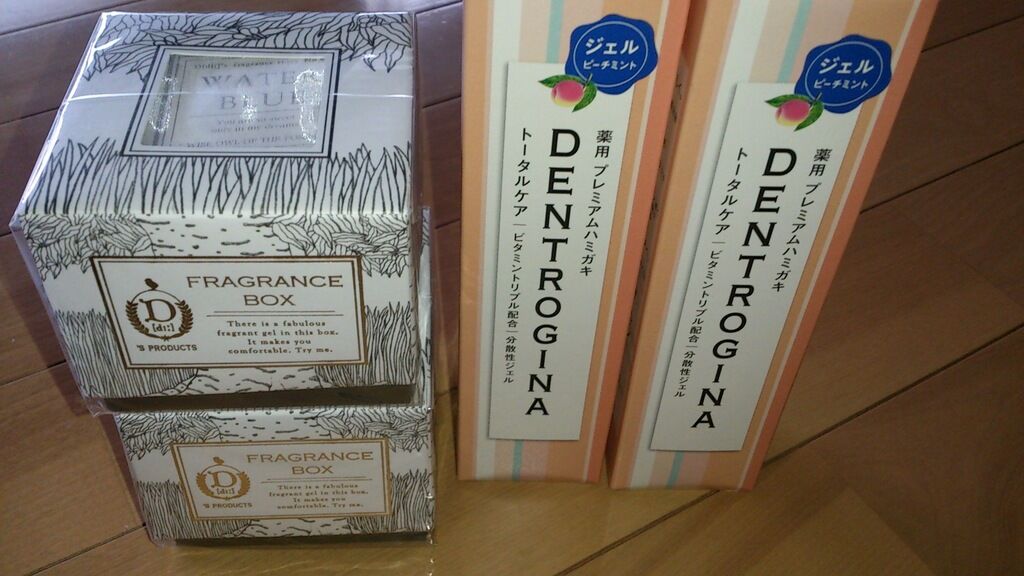 WATER
BLUE
FRAGRANCE
BOX
There is a fabulous
fragrant gel in this box.
It makes you
comfortable. Try me.
D
[di:]
'S PRODUCTS
FRAGRANCE
BOX
There is a fabulous
fragrant gel in this box.
It makes you
comfortable. Try me.
D
[di:]
'S PRODUCTS
ジェル
ピーチミント
薬用 プレミアムハミガキ
DENTROGINA
トータルケア｜ビタミントリプル配合｜分散性ジェル
ジェル
ピーチミント
薬用 プレミアムハミガキ
DENTROGINA
トータルケア｜ビタミントリプル配合｜分散性ジェル